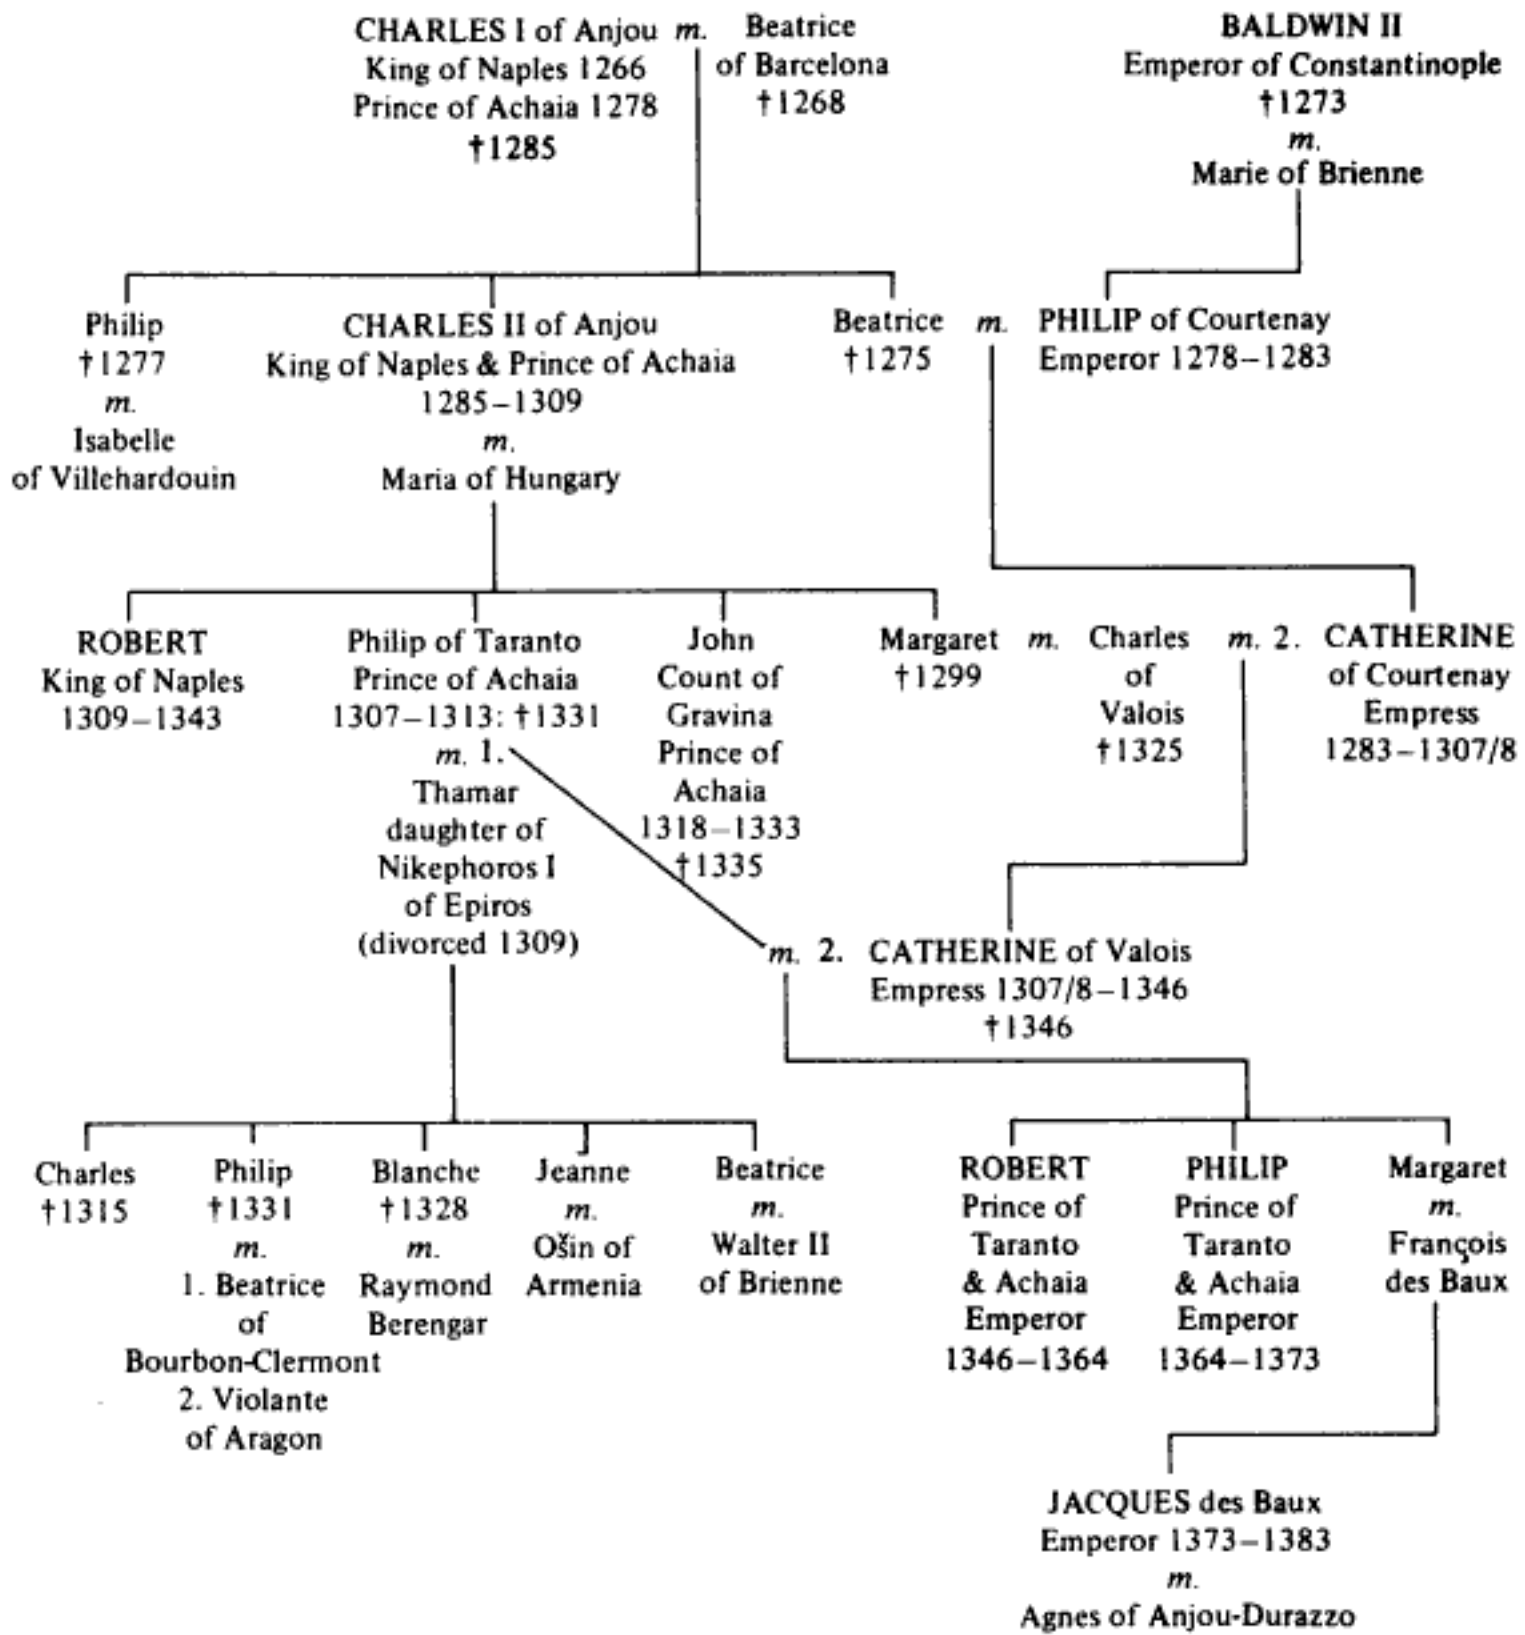 CHARLES I of Anjou m. Beatrice
King of Naples 1266 of Barcelona
Prince of Achaia 1278 †1268
†1285
BALDWIN II
Emperor of Constantinople
†1273
m.
Marie of Brienne
Philip
†1277
m.
Isabelle
of Villehardouin
CHARLES II of Anjou
King of Naples & Prince of Achaia
1285–1309
m.
Maria of Hungary
Beatrice m. PHILIP of Courtenay
†1275 Emperor 1278–1283
ROBERT
King of Naples
1309–1343
Philip of Taranto
Prince of Achaia
1307–1313: †1331
m. 1.
Thamar
daughter of
Nikephoros I
of Epiros
(divorced 1309)
John
Count of
Gravina
Prince of
Achaia
1318–1333
†1335
Margaret m.
†1299
Charles
of
Valois
†1325
m. 2. CATHERINE
of Courtenay
Empress
1283–1307/8
m. 2. CATHERINE of Valois
Empress 1307/8–1346
†1346
Charles
†1315
Philip
†1331
m.
1. Beatrice
of
Bourbon-Clermont
2. Violante
of Aragon
Blanche
†1328
m.
Raymond
Berengar
Jeanne
m.
Ošin of
Armenia
Beatrice
m.
Walter II
of Brienne
ROBERT
Prince of
Taranto
& Achaia
Emperor
1346–1364
PHILIP
Prince of
Taranto
& Achaia
Emperor
1364–1373
Margaret
m.
François
des Baux
JACQUES des Baux
Emperor 1373–1383
m.
Agnes of Anjou-Durazzo